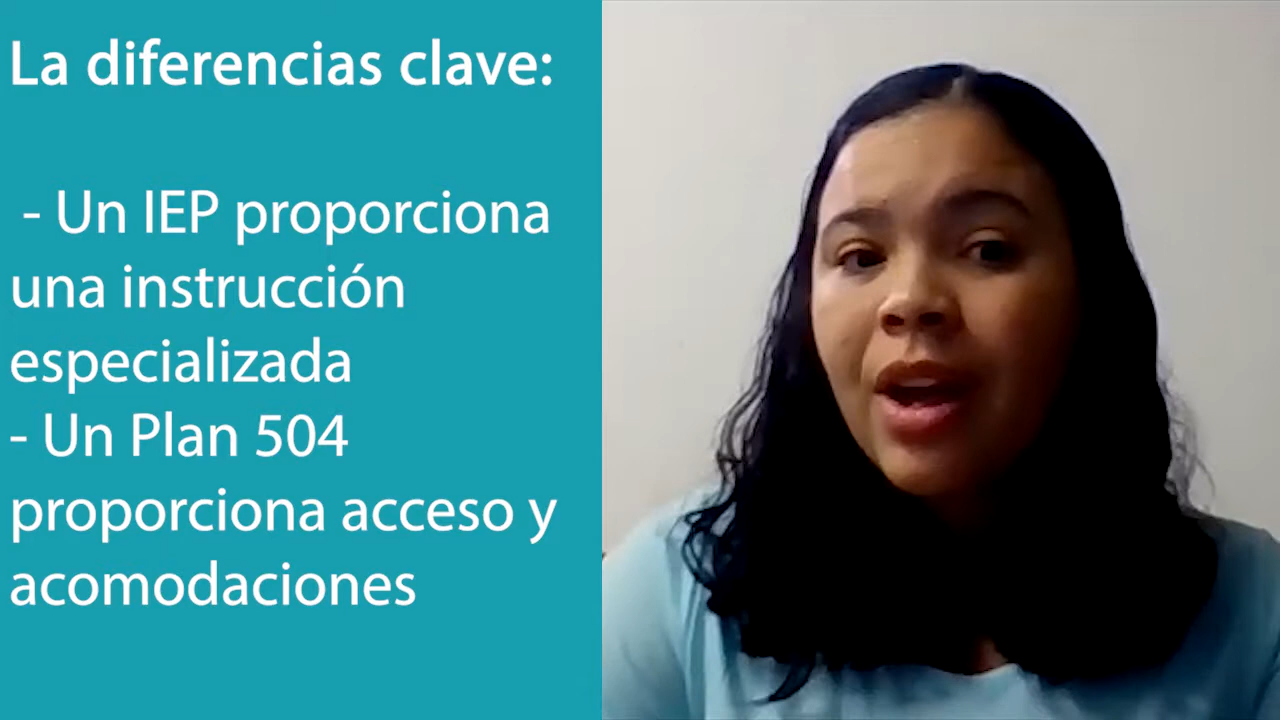 La diferencias clave:
- Un IEP proporciona
una instrucción
especializada
- Un Plan 504
proporciona acceso y
acomodaciones